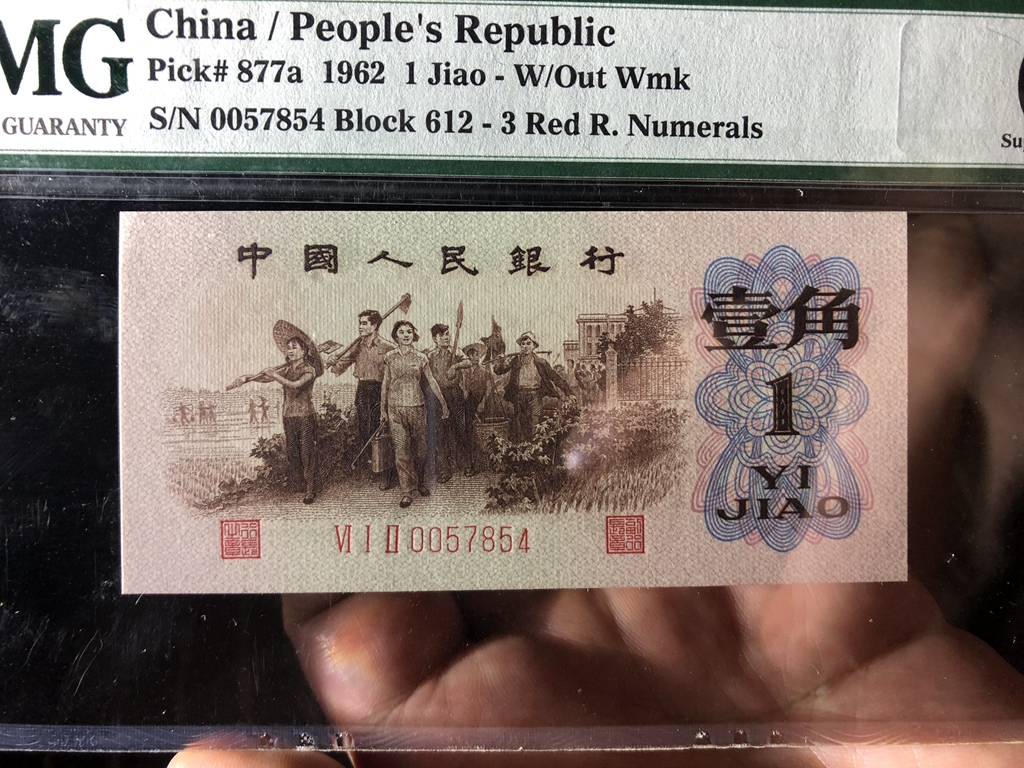 MG
GUARANTY
China / People's Republic
Pick# 877a 1962 1 Jiao - W/Out Wmk
S/N 0057854 Block 612 - 3 Red R. Numerals
Su
中國人民銀行
壹角
1
YI
JIAO
VI I II 0057854